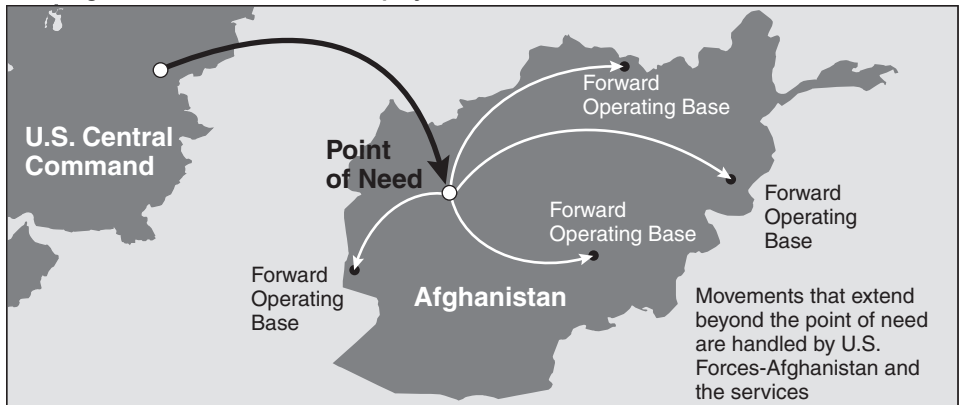 U.S. Central
Command
Point
of Need
Forward
Operating Base
Forward
Operating
Base
Forward
Operating Base
Forward
Operating
Base
Afghanistan
Movements that extend
beyond the point of need
are handled by U.S.
Forces-Afghanistan and
the services